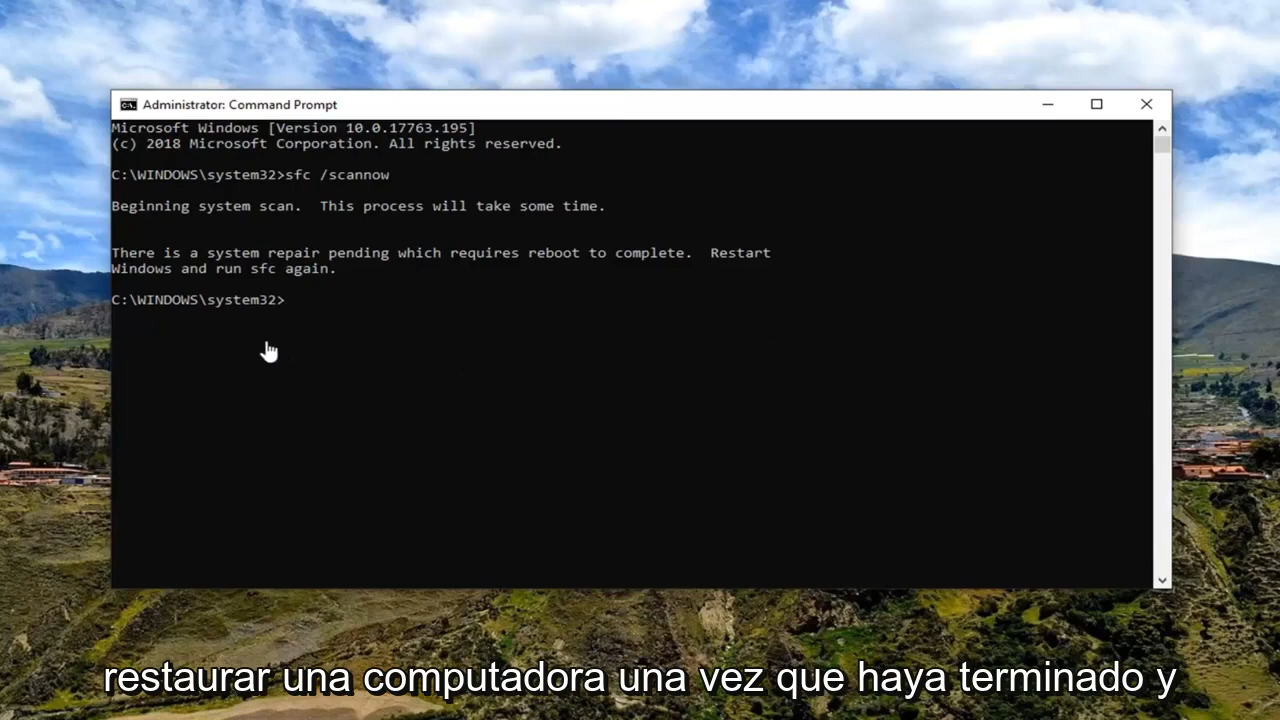 Administrator: Command Prompt
Microsoft Windows [Version 10.0.17763.195]
(c) 2018 Microsoft Corporation. All rights reserved.
C:\WINDOWS\system32>sfc /scannow
Beginning system scan.  This process will take some time.
There is a system repair pending which requires reboot to complete.  Restart
Windows and run sfc again.
C:\WINDOWS\system32>
restaurar una computadora una vez que haya terminado y